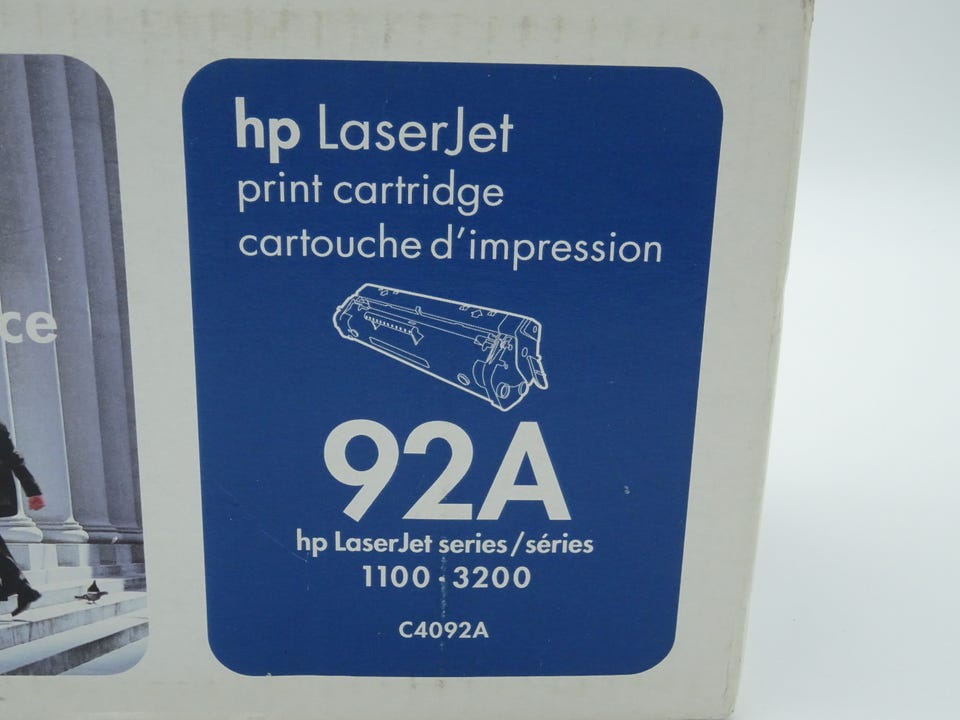 hp LaserJet
print cartridge
cartouche d'impression
ce
92A
hp LaserJet series/séries
1100 · 3200
C4092A